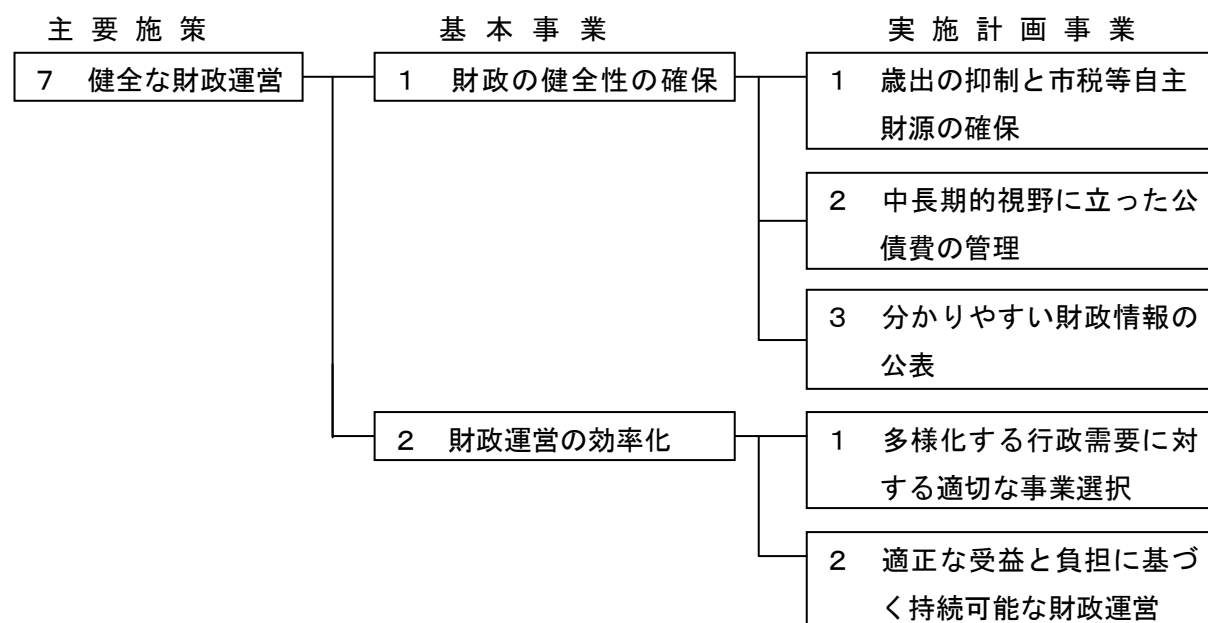 主要施策　基本事業　実施計画事業
７　健全な財政運営
１　財政の健全性の確保
１　歳出の抑制と市税等自主
財源の確保
２　中長期的視野に立った公
債費の管理
３　分かりやすい財政情報の
公表
２　財政運営の効率化
１　多様化する行政需要に対
する適切な事業選択
２　適正な受益と負担に基づ
く持続可能な財政運営